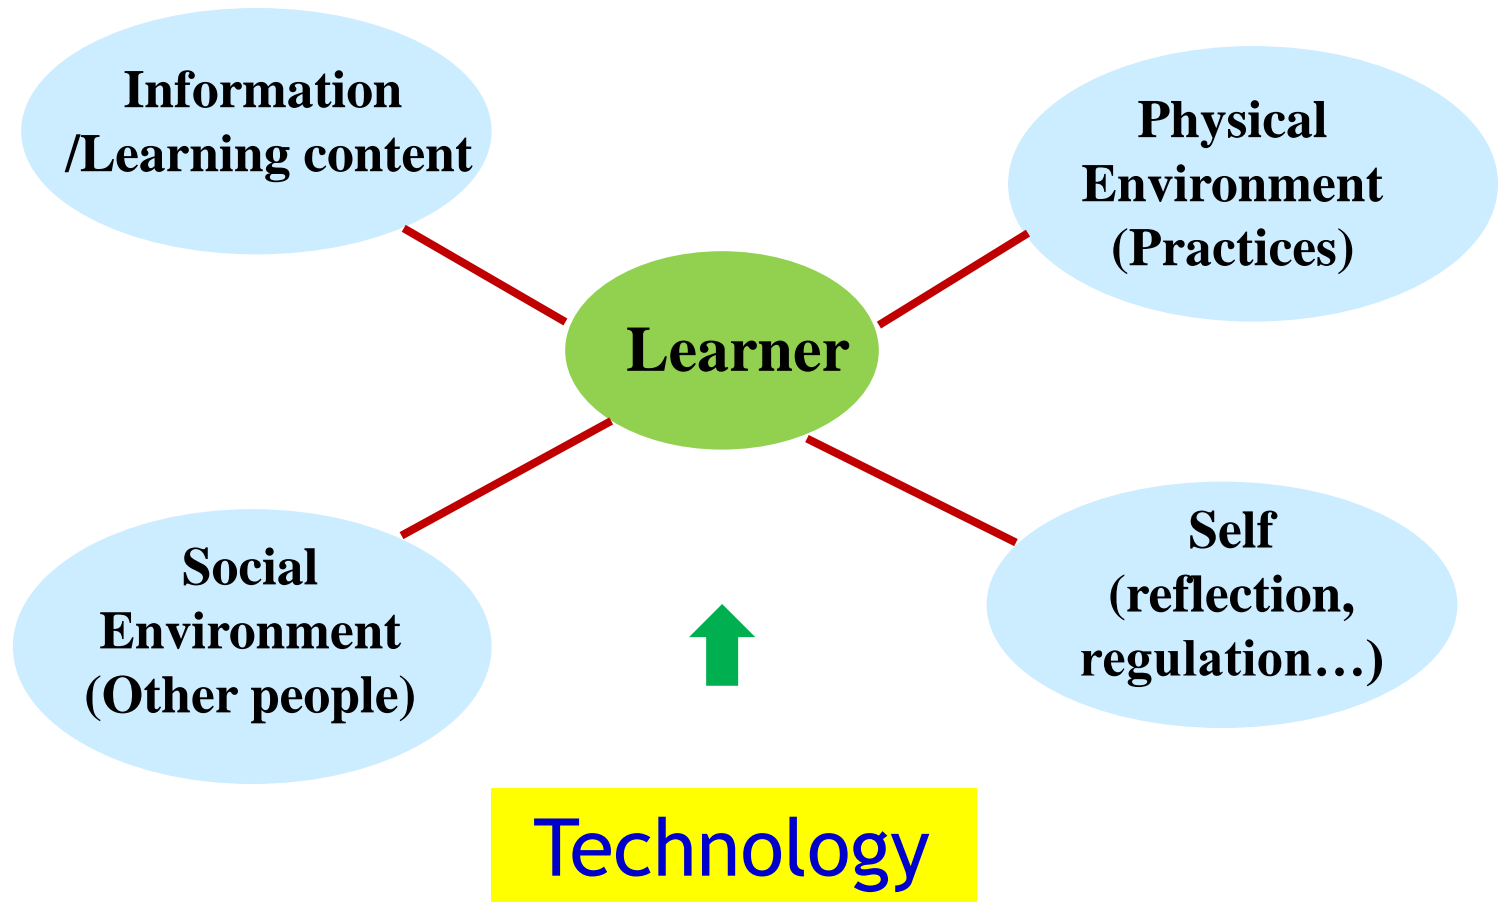 Information
/Learning content
Physical
Environment
(Practices)
Learner
Social
Environment
(Other people)
Self
(reflection,
regulation…)
Technology